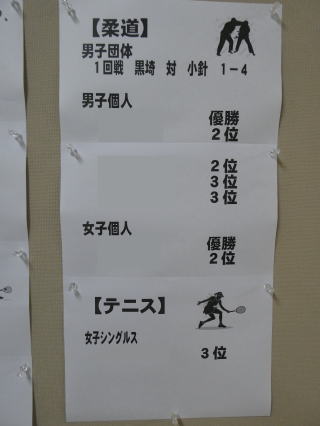 【柔道】
男子団体
1回戦 黒埼 対 小針 1-4
男子個人
優勝
2位
2位
3位
3位
女子個人
優勝
2位
【テニス】
女子シングルス
3位